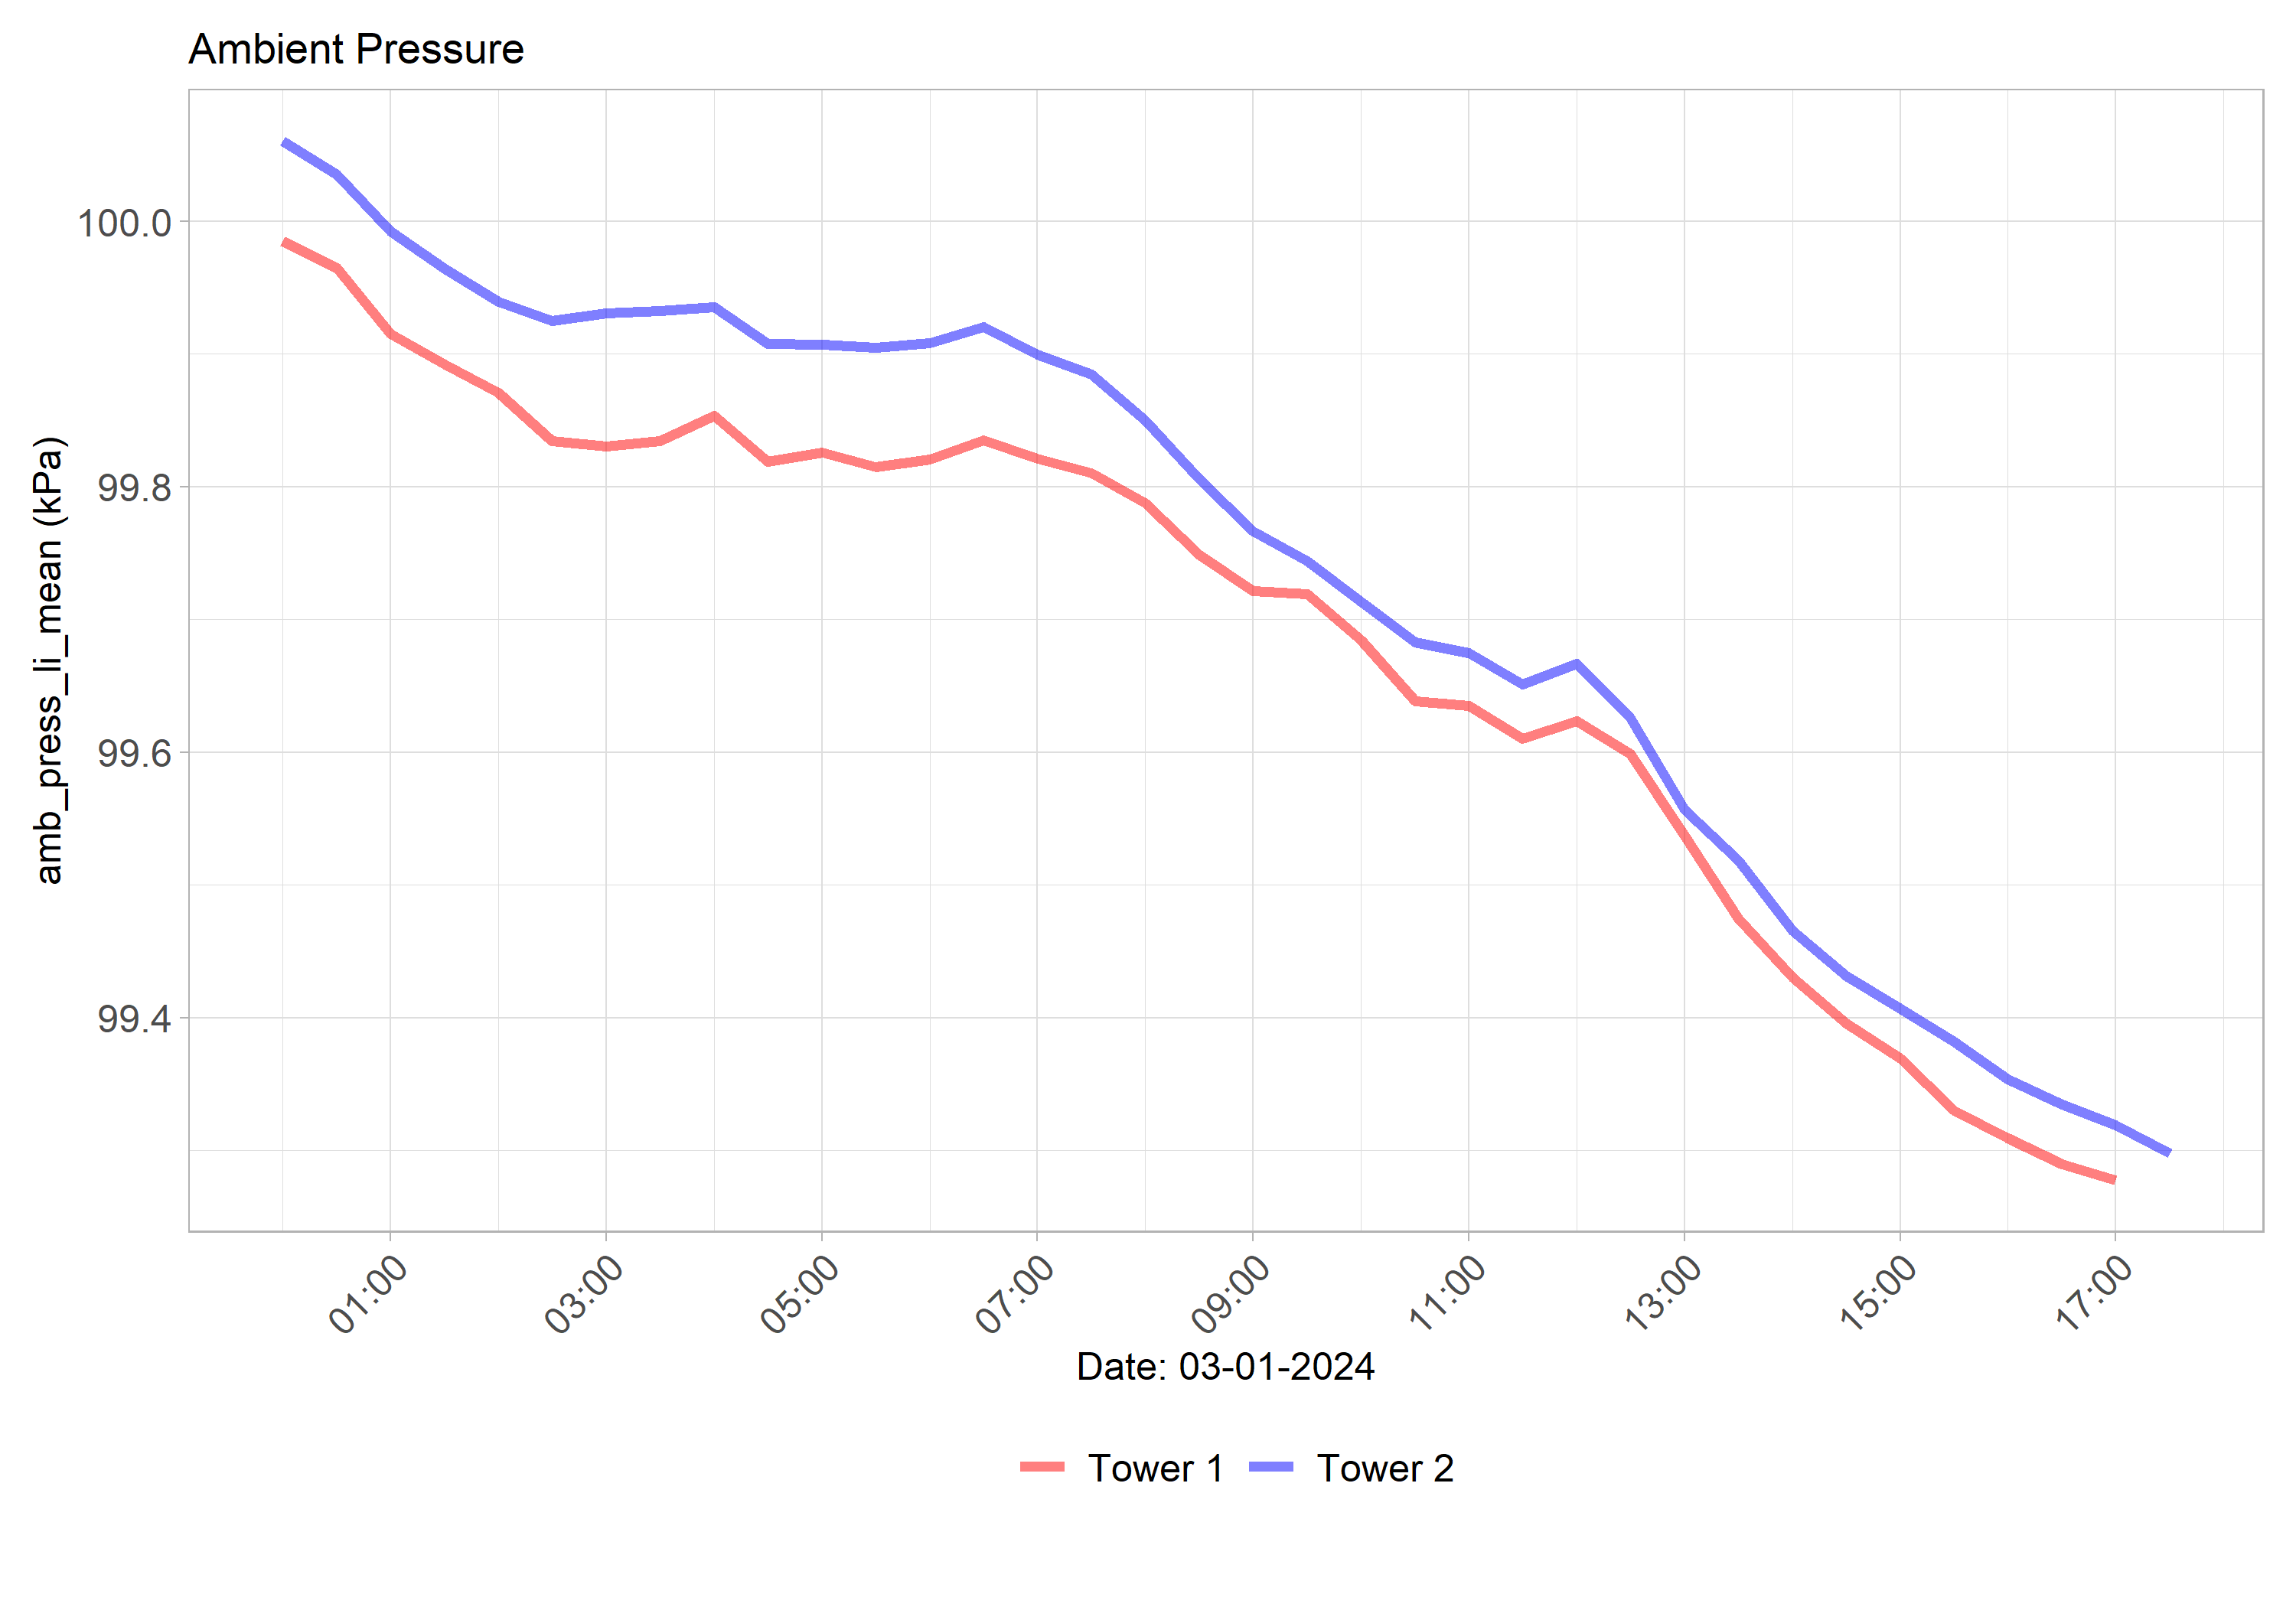 Ambient Pressure
amb_press_li_mean (kPa)
100.0
99.8
99.6
99.4
01:00 03:00 05:00 07:00 09:00 11:00 13:00 15:00 17:00
Date: 03-01-2024
Tower 1 Tower 2